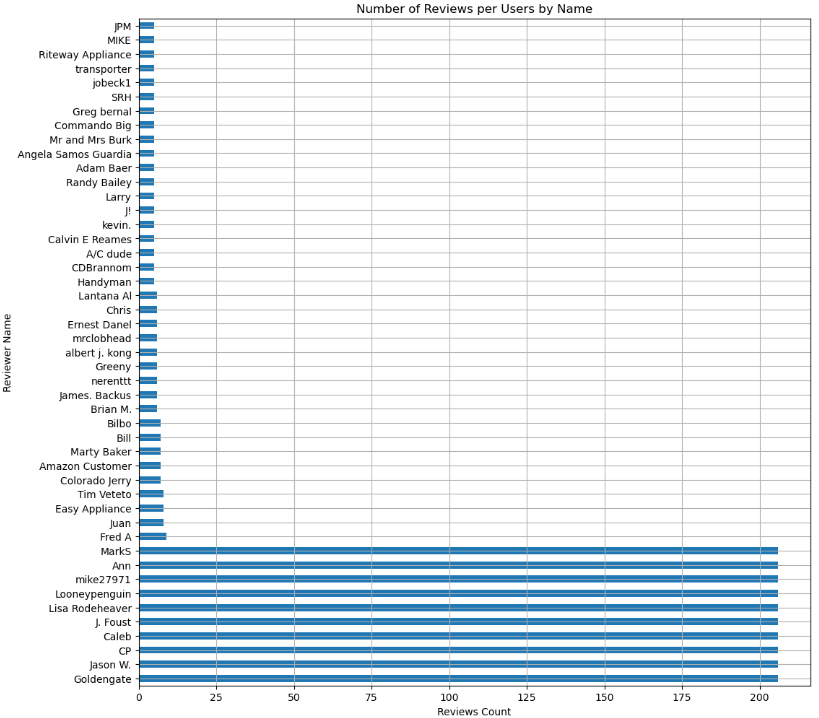 Number of Reviews per Users by Name
JPM
MIKE
Riteway Appliance
transporter
jobeck1
SRH
Greg bernal
Commando Big
Mr and Mrs Burk
Angela Samos Guardia
Adam Baer
Randy Bailey
Larry
J!
kevin.
Calvin E Reames
A/C dude
CDBrannom
Handyman
Lantana Al
Chris
Ernest Danel
mrclobhead
albert j. kong
Greeny
nerenttt
James. Backus
Brian M.
Bilbo
Bill
Marty Baker
Amazon Customer
Colorado Jerry
Tim Veteto
Easy Appliance
Juan
Fred A
MarkS
Ann
mike27971
Looneypenguin
Lisa Rodeheaver
J. Foust
Caleb
CP
Jason W.
Goldengate
Reviewer Name
0 25 50 75 100 125 150 175 200
Reviews Count